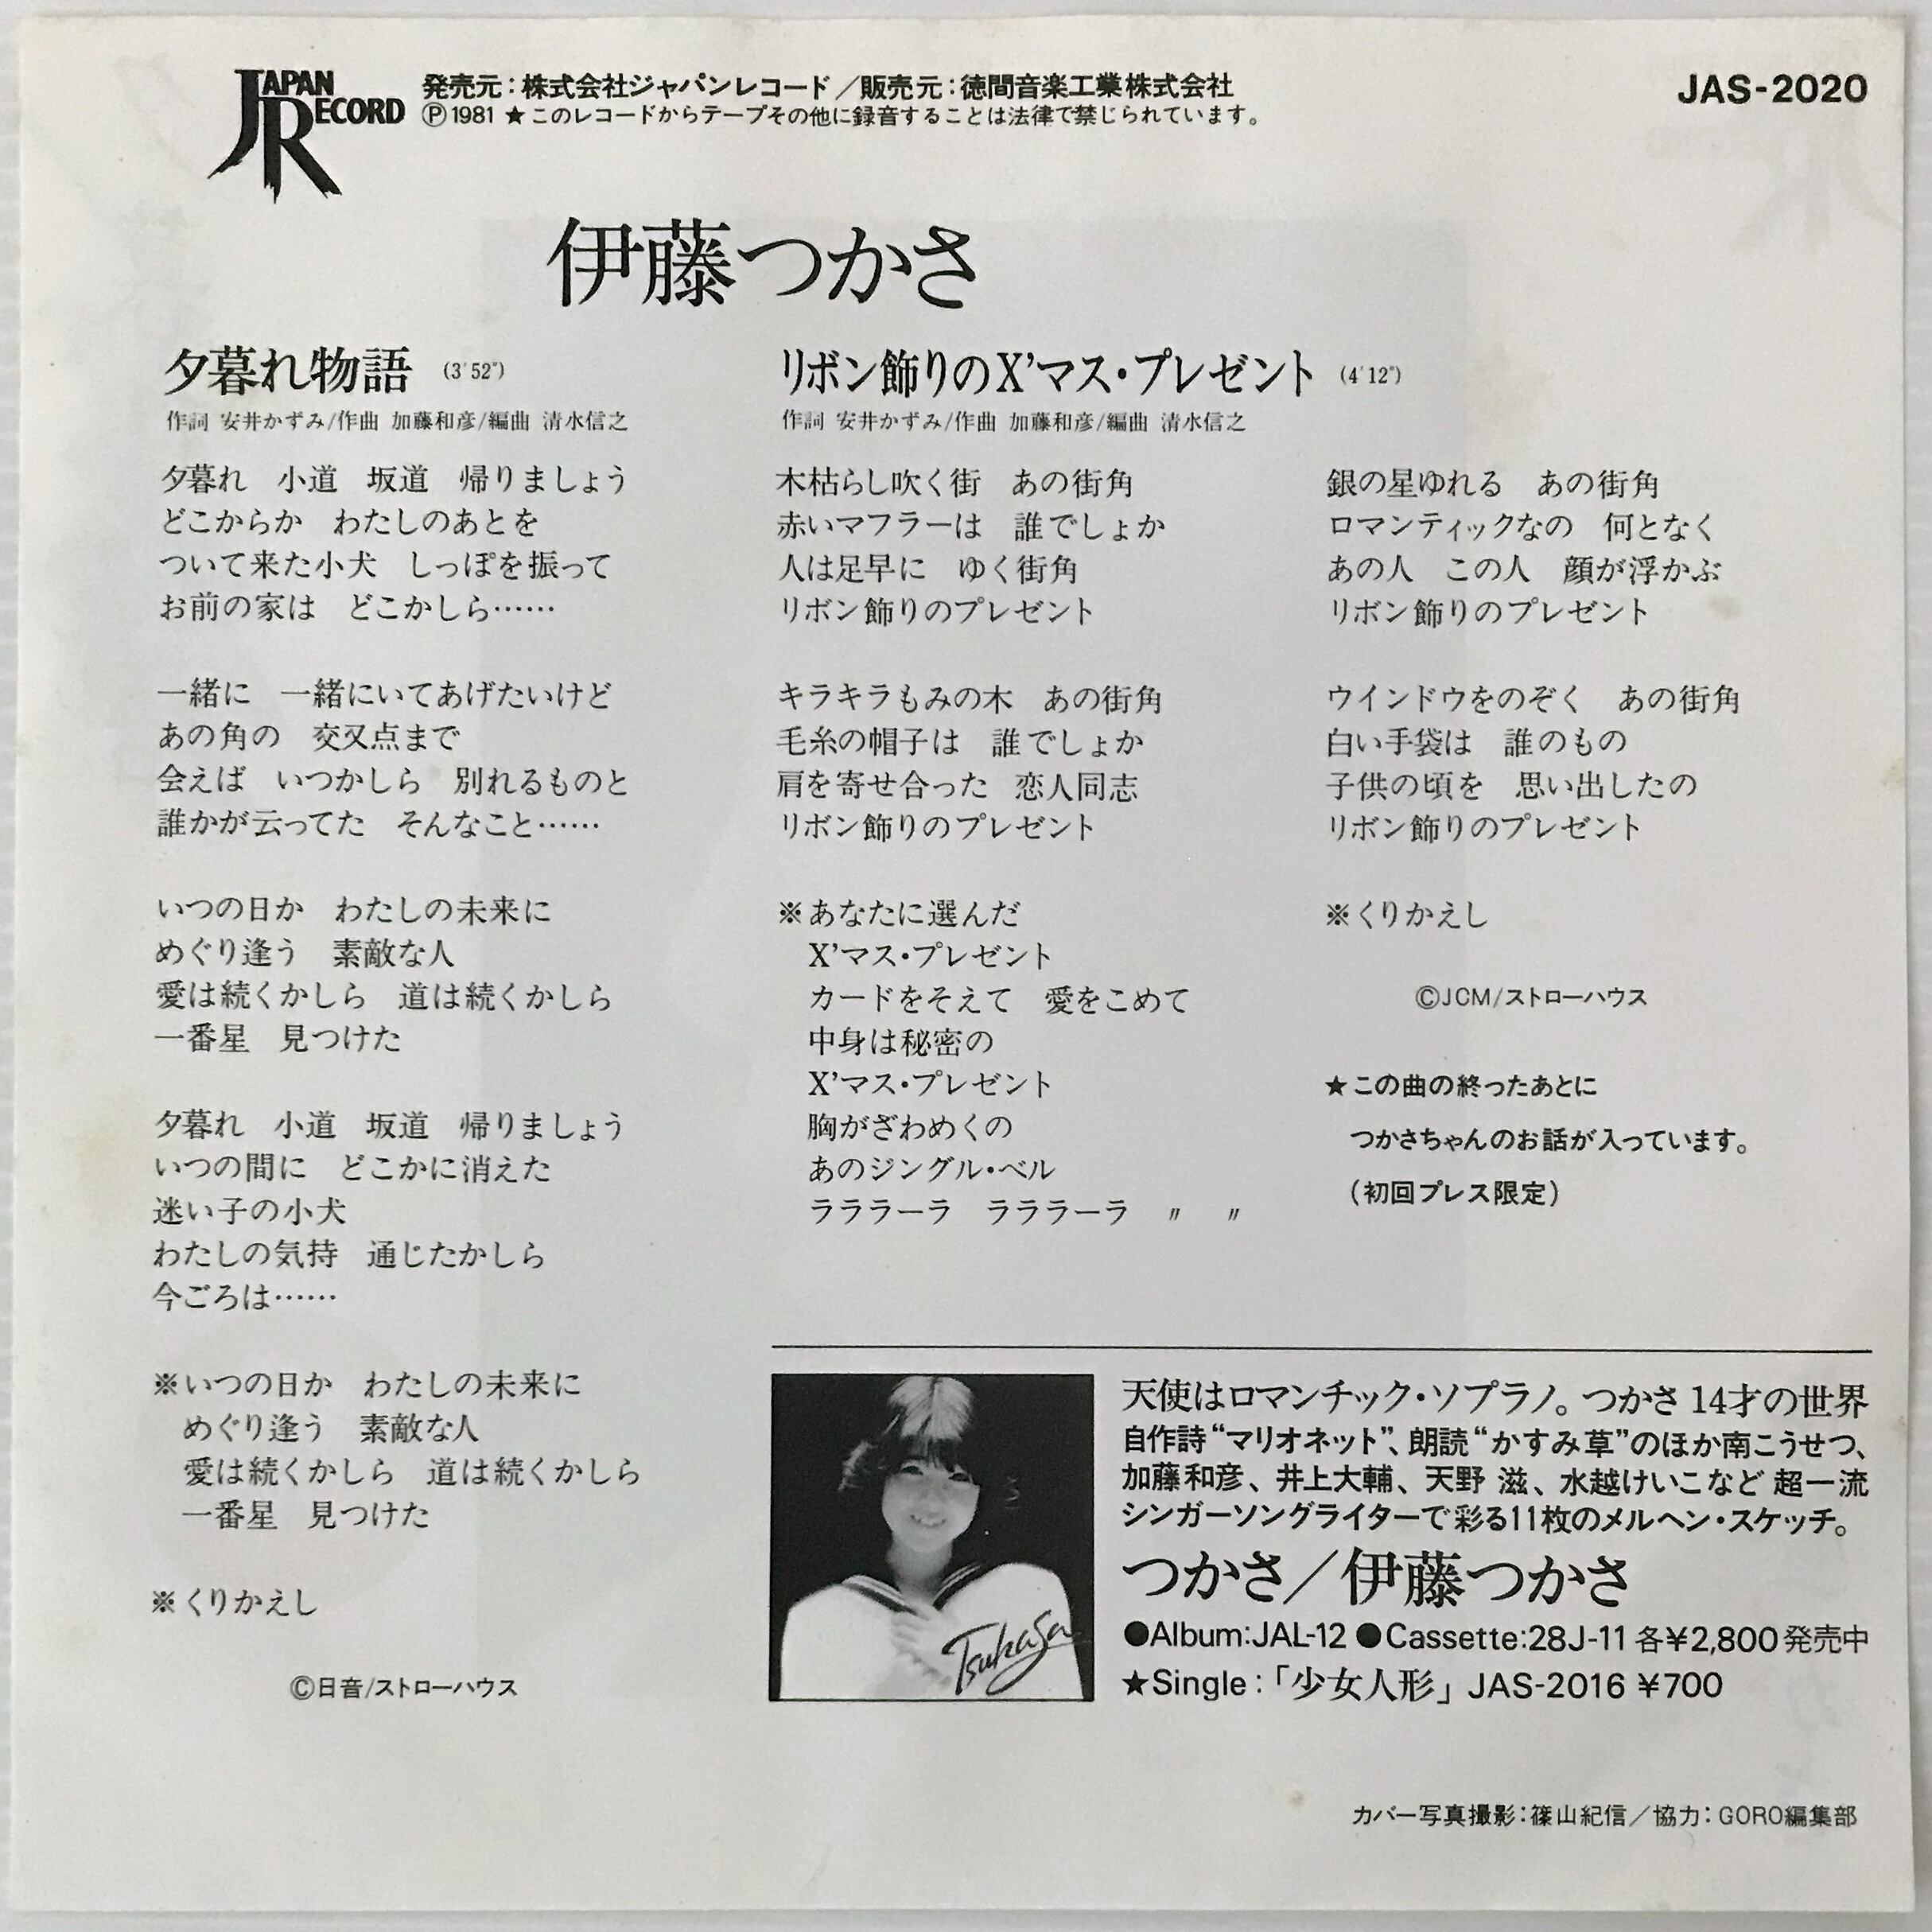 JAPAN RECORD
発売元：株式会社ジャパンレコード／販売元：徳間音楽工業株式会社
Ⓟ1981 ★このレコードからテープその他に録音することは法律で禁じられています。
JAS-2020
伊藤つかさ
夕暮れ物語 (3′52″)
作詞 安井かずみ/作曲 加藤和彦/編曲 清水信之
夕暮れ　小道　坂道　帰りましょう
どこからか　わたしのあとを
ついて来た小犬　しっぽを振って
お前の家は　どこかしら……
一緒に　一緒にいてあげたいけど
あの角の　交叉点まで
会えば　いつかしら　別れるものと
誰かが云ってた　そんなこと……
いつの日か　わたしの未来に
めぐり逢う　素敵な人
愛は続くかしら　道は続くかしら
一番星　見つけた
夕暮れ　小道　坂道　帰りましょう
いつの間に　どこかに消えた
迷い子の小犬
わたしの気持　通じたかしら
今ごろは……
※いつの日か　わたしの未来に
めぐり逢う　素敵な人
愛は続くかしら　道は続くかしら
一番星　見つけた
※くりかえし
Ⓒ日音/ストローハウス
リボン飾りのX’マス・プレゼント (4′12″)
作詞 安井かずみ/作曲 加藤和彦/編曲 清水信之
木枯らし吹く街　あの街角
赤いマフラーは　誰でしょか
人は足早に　ゆく街角
リボン飾りのプレゼント
キラキラもみの木　あの街角
毛糸の帽子は　誰でしょか
肩を寄せ合った　恋人同志
リボン飾りのプレゼント
※あなたに選んだ
X’マス・プレゼント
カードをそえて　愛をこめて
中身は秘密の
X’マス・プレゼント
胸がざわめくの
あのジングル・ベル
ラララーラ　ラララーラ　〃　〃
銀の星ゆれる　あの街角
ロマンティックなの　何となく
あの人　この人　顔が浮かぶ
リボン飾りのプレゼント
ウインドウをのぞく　あの街角
白い手袋は　誰のもの
子供の頃を　思い出したの
リボン飾りのプレゼント
※くりかえし
ⒸJCM/ストローハウス
★この曲の終ったあとに
つかさちゃんのお話が入っています。
(初回プレス限定)
Tsukasa
天使はロマンチック・ソプラノ。つかさ 14才の世界
自作詩“マリオネット”、朗読“かすみ草”のほか南こうせつ、
加藤和彦、井上大輔、天野 滋、水越けいこなど 超一流
シンガーソングライターで彩る11枚のメルヘン・スケッチ。
つかさ／伊藤つかさ
●Album:JAL-12 ●Cassette:28J-11 各¥2,800発売中
★Single：「少女人形」JAS-2016 ¥700
カバー写真撮影：篠山紀信／協力：GORO編集部